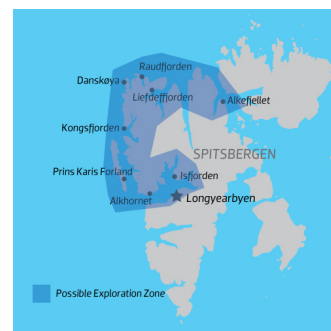 Raudfjorden
Danskøya
Liefdefjorden
Alkefjellet
Kongsfjorden
SPITSBERGEN
Prins Karls Forland
Isfjorden
Alkhornet
Longyearbyen
Possible Exploration Zone